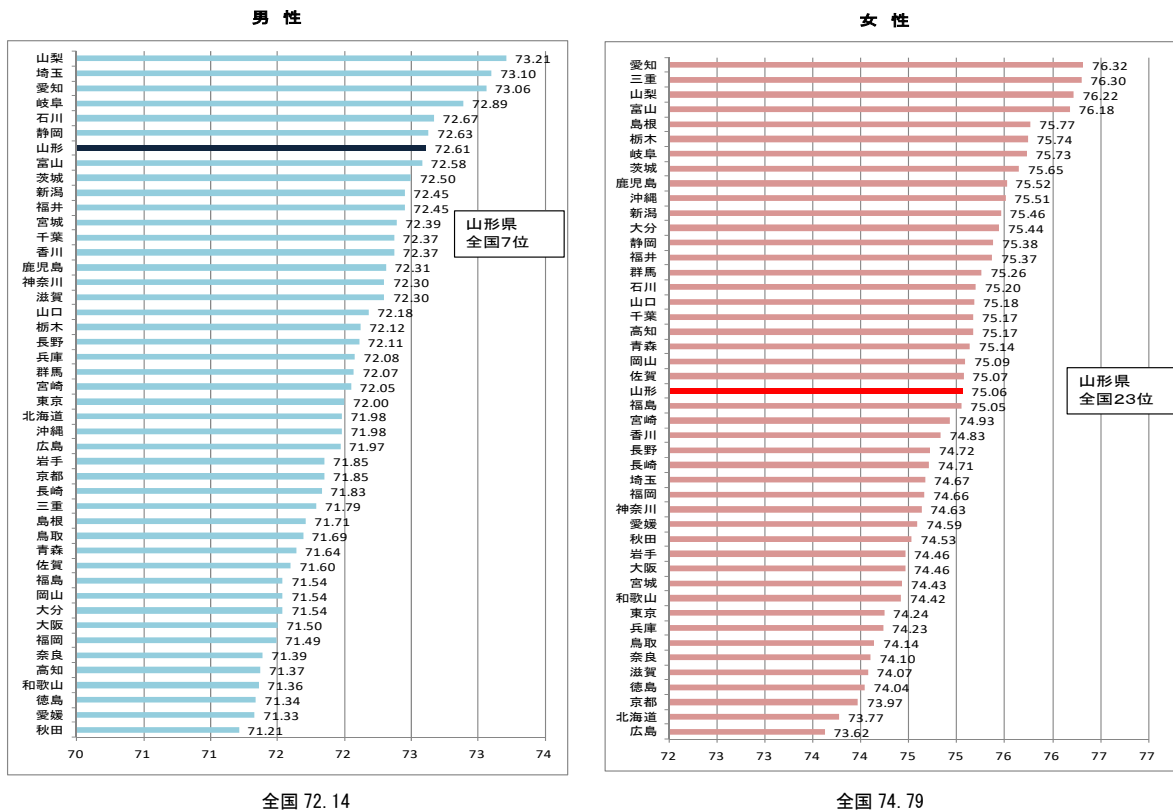 男 性
山梨 73.21
埼玉 73.10
愛知 73.06
岐阜 72.89
石川 72.67
静岡 72.63
山形 72.61
富山 72.58
茨城 72.50
新潟 72.45
福井 72.45
宮城 72.39
千葉 72.37
香川 72.37
鹿児島 72.31
神奈川 72.30
滋賀 72.30
山口 72.18
栃木 72.12
長野 72.11
兵庫 72.08
群馬 72.07
宮崎 72.05
東京 72.00
北海道 71.98
沖縄 71.98
広島 71.97
岩手 71.85
京都 71.85
長崎 71.83
三重 71.79
島根 71.71
鳥取 71.69
青森 71.64
佐賀 71.60
福島 71.54
岡山 71.54
大分 71.54
大阪 71.50
福岡 71.49
奈良 71.39
高知 71.37
和歌山 71.36
徳島 71.34
愛媛 71.33
秋田 71.21
70 71 71 72 72 73 73 74
山形県
全国7位
全国 72.14
女 性
愛知 76.32
三重 76.30
山梨 76.22
富山 76.18
島根 75.77
栃木 75.74
岐阜 75.73
茨城 75.65
鹿児島 75.52
沖縄 75.51
新潟 75.46
大分 75.44
静岡 75.38
福井 75.37
群馬 75.26
石川 75.20
山口 75.18
千葉 75.17
高知 75.17
青森 75.14
岡山 75.09
佐賀 75.07
山形 75.06
福島 75.05
宮崎 74.93
香川 74.83
長野 74.72
長崎 74.71
埼玉 74.67
福岡 74.66
神奈川 74.63
愛媛 74.59
秋田 74.53
岩手 74.46
大阪 74.46
宮城 74.43
和歌山 74.42
東京 74.24
兵庫 74.23
鳥取 74.14
奈良 74.10
滋賀 74.07
徳島 74.04
京都 73.97
北海道 73.77
広島 73.62
72 73 73 74 74 75 75 76 76 77 77
山形県
全国23位
全国 74.79